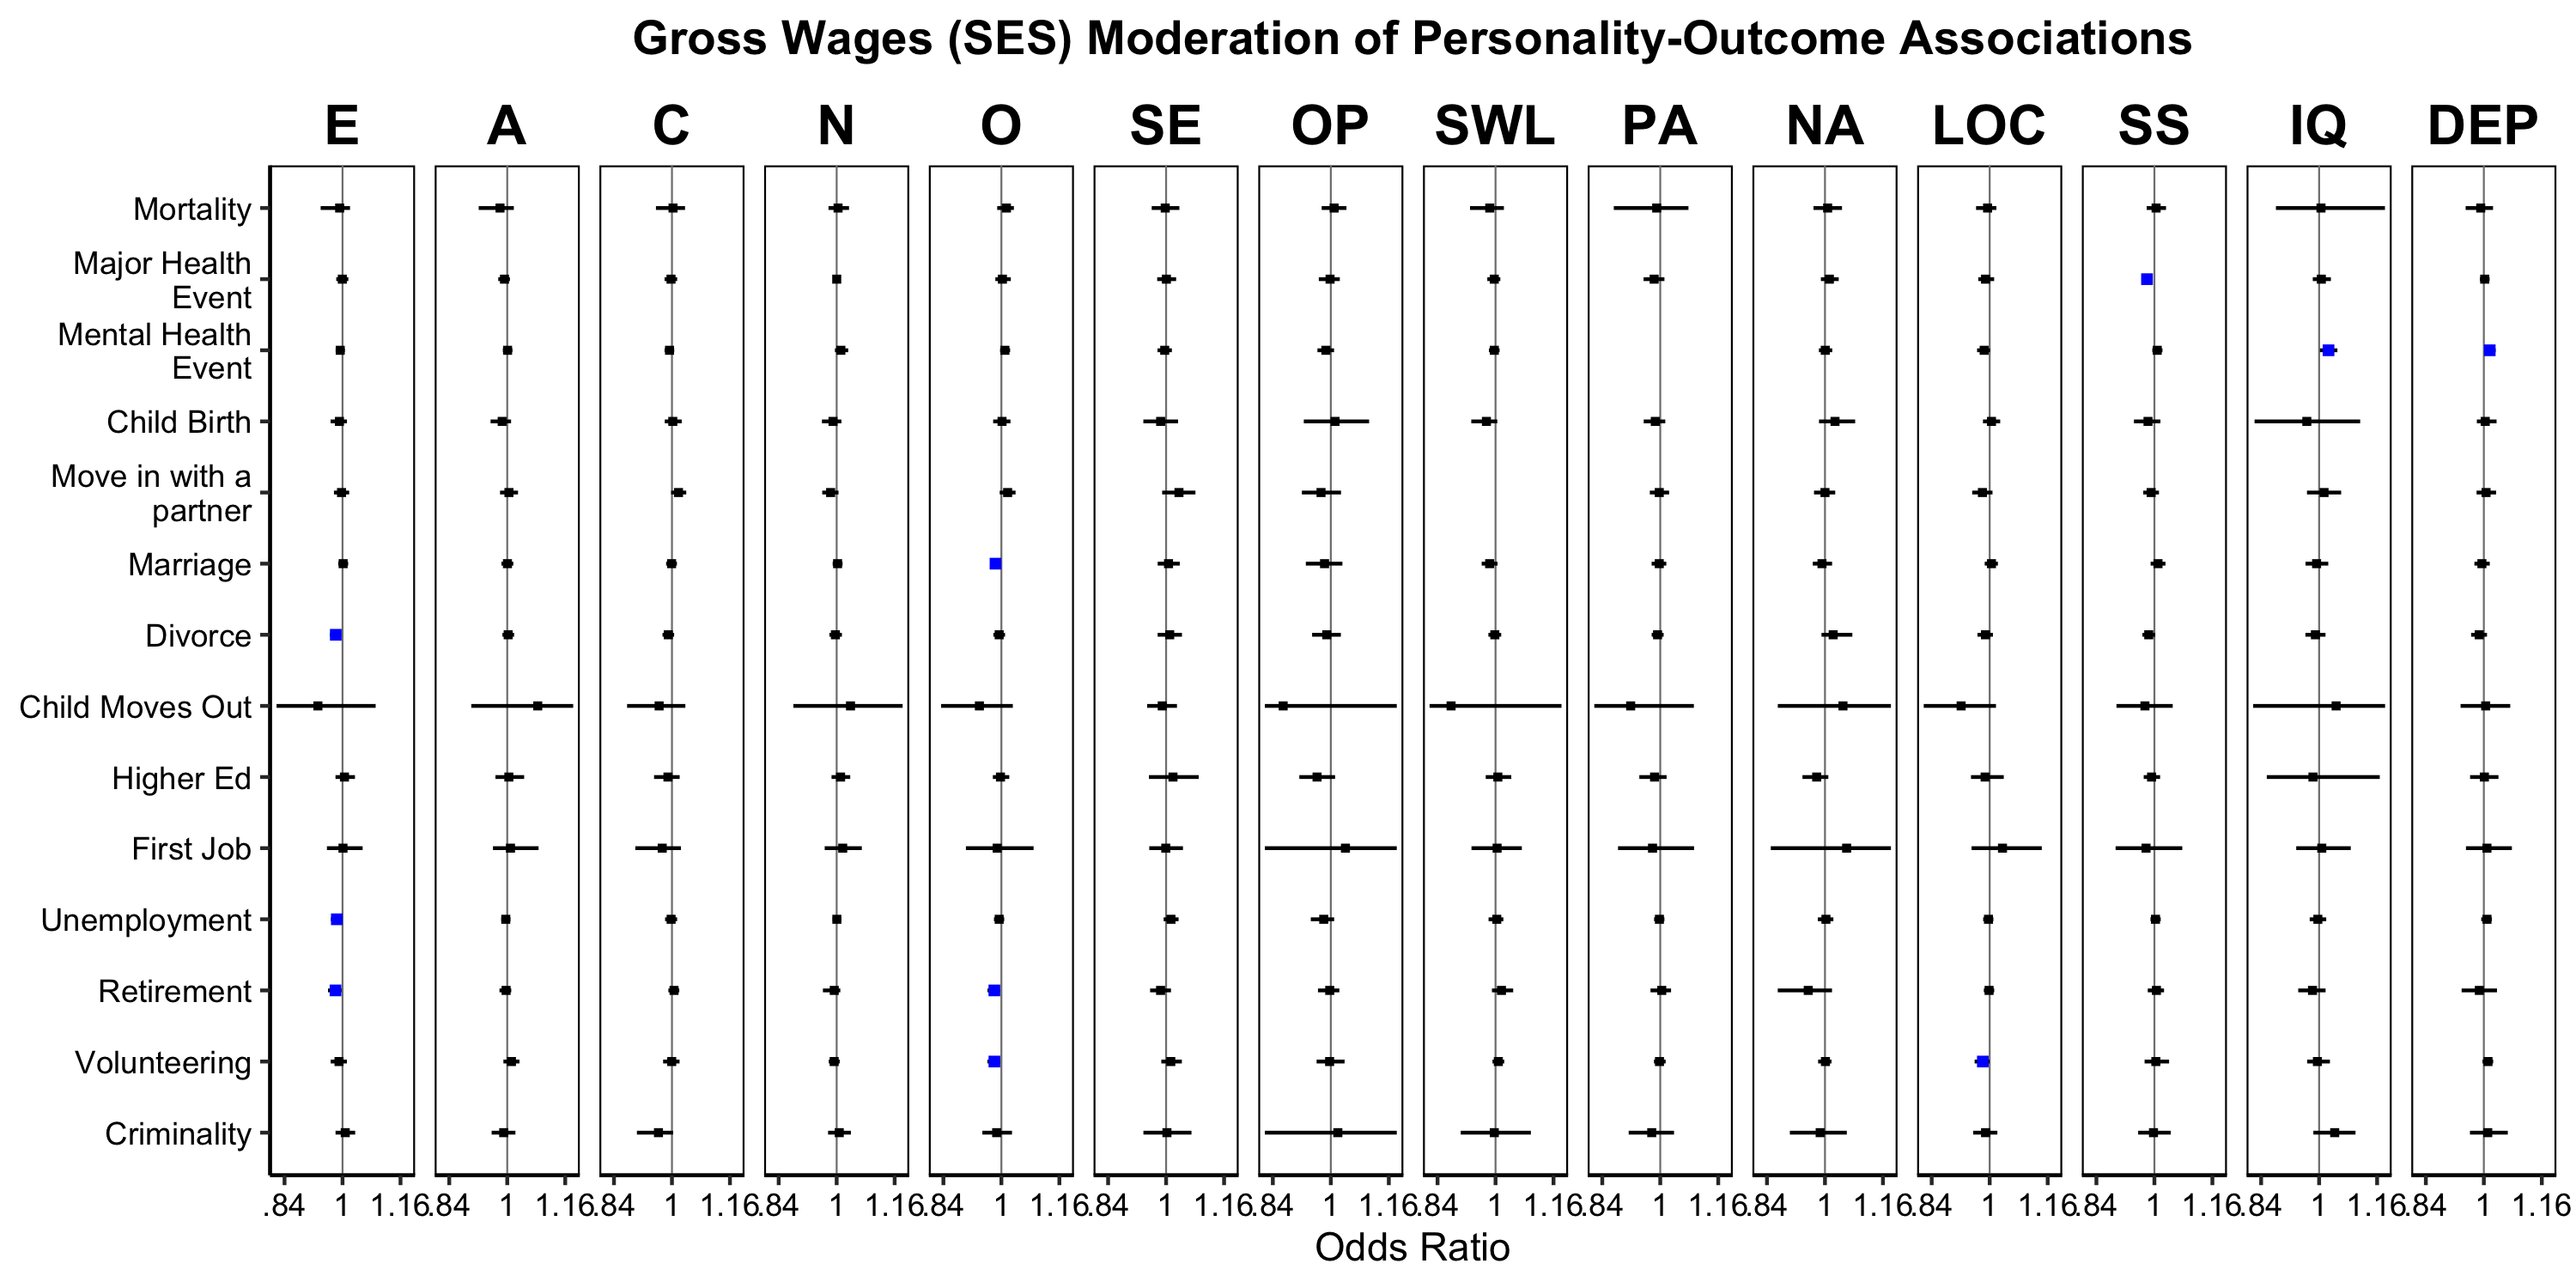 Gross Wages (SES) Moderation of Personality-Outcome Associations
E A C N O SE OP SWL PA NA LOC SS IQ DEP
Mortality
Major Health
Event
Mental Health
Event
Child Birth
Move in with a
partner
Marriage
Divorce
Child Moves Out
Higher Ed
First Job
Unemployment
Retirement
Volunteering
Criminality
.84 1 1.16 .84 1 1.16 .84 1 1.16 .84 1 1.16 .84 1 1.16 .84 1 1.16 .84 1 1.16 .84 1 1.16 .84 1 1.16 .84 1 1.16 .84 1 1.16 .84 1 1.16 .84 1 1.16 .84 1 1.16
Odds Ratio